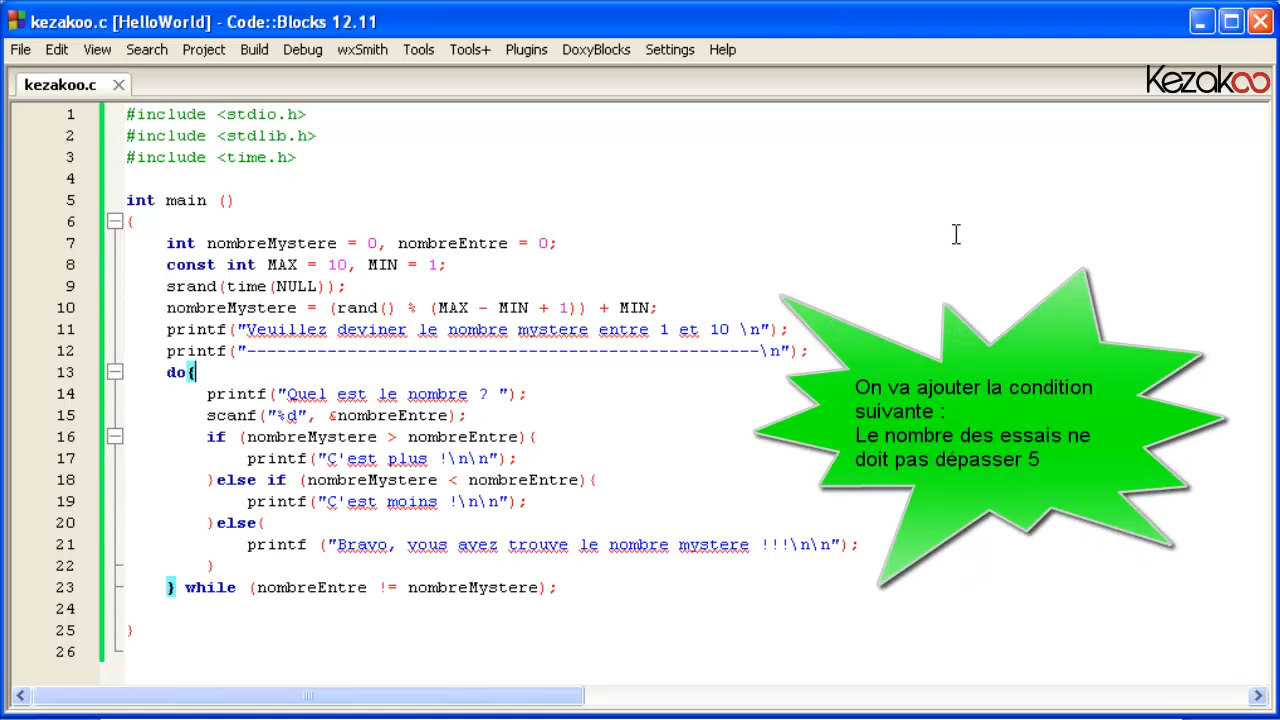 kezakoo.c [HelloWorld] - Code::Blocks 12.11
File Edit View Search Project Build Debug wxSmith Tools Tools+ Plugins DoxyBlocks Settings Help
kezakoo.c
Kezakoo
1 #include <stdio.h>
2 #include <stdlib.h>
3 #include <time.h>
4
5 int main ()
6 {
7 int nombreMystere = 0, nombreEntre = 0;
8 const int MAX = 10, MIN = 1;
9 srand(time(NULL));
10 nombreMystere = (rand() % (MAX - MIN + 1)) + MIN;
11 printf("Veuillez deviner le nombre mystere entre 1 et 10 \n");
12 printf("---------------------------------------------------\n");
13 do{
14 printf("Quel est le nombre ? ");
15 scanf("%d", &nombreEntre);
16 if (nombreMystere > nombreEntre){
17 printf("C'est plus !\n\n");
18 }else if (nombreMystere < nombreEntre){
19 printf("C'est moins !\n\n");
20 }else{
21 printf ("Bravo, vous avez trouve le nombre mystere !!!\n\n");
22 }
23 } while (nombreEntre != nombreMystere);
24
25 }
26
On va ajouter la condition
suivante :
Le nombre des essais ne
doit pas dépasser 5